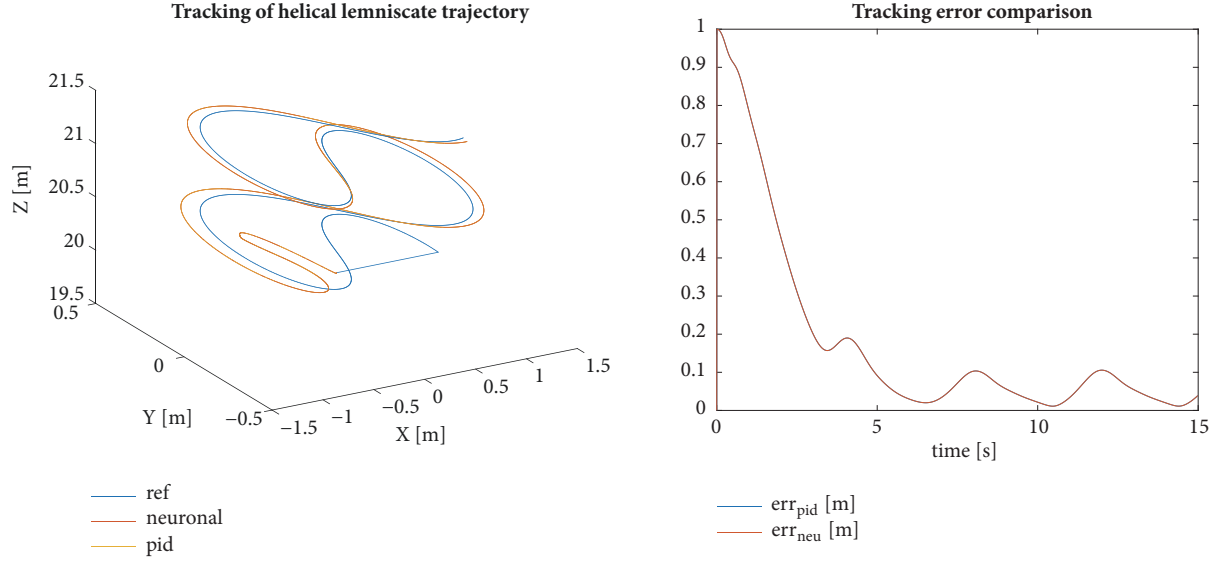 Tracking of helical lemniscate trajectory
21.5
21
20.5
20
19.5
Z [m]
0.5
0
−0.5
Y [m]
−1.5
−1
−0.5
0
0.5
1
1.5
X [m]
ref
neuronal
pid
Tracking error comparison
1
0.9
0.8
0.7
0.6
0.5
0.4
0.3
0.2
0.1
0
0
5
10
15
time [s]
err_pid [m]
err_neu [m]